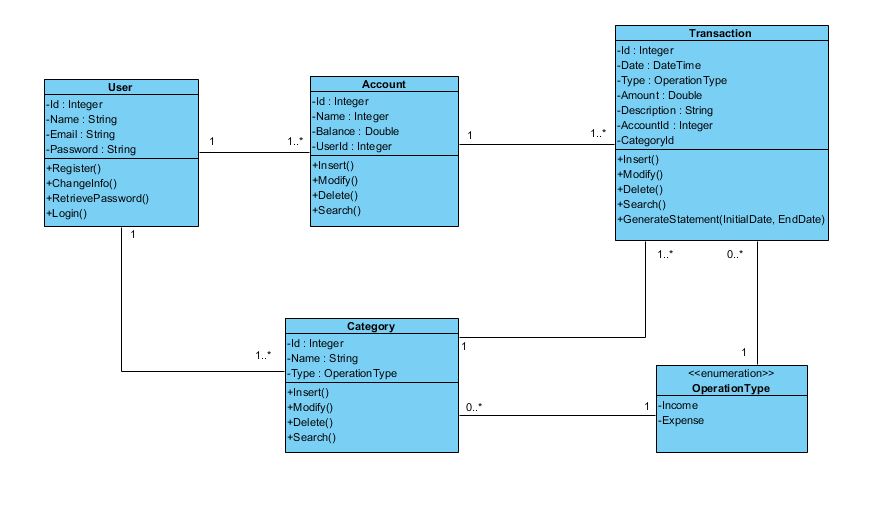 User
-Id : Integer
-Name : String
-Email : String
-Password : String
+Register()
+ChangeInfo()
+RetrievePassword()
+Login()
1
1..*
Account
-Id : Integer
-Name : Integer
-Balance : Double
-UserId : Integer
+Insert()
+Modify()
+Delete()
+Search()
1
1..*
Transaction
-Id : Integer
-Date : DateTime
-Type : OperationType
-Amount : Double
-Description : String
-AccountId : Integer
-CategoryId
+Insert()
+Modify()
+Delete()
+Search()
+GenerateStatement(InitialDate, EndDate)
1
1..*
1..*
0..*
Category
-Id : Integer
-Name : String
-Type : OperationType
+Insert()
+Modify()
+Delete()
+Search()
1
0..*
1
1
<<enumeration>>
OperationType
-Income
-Expense